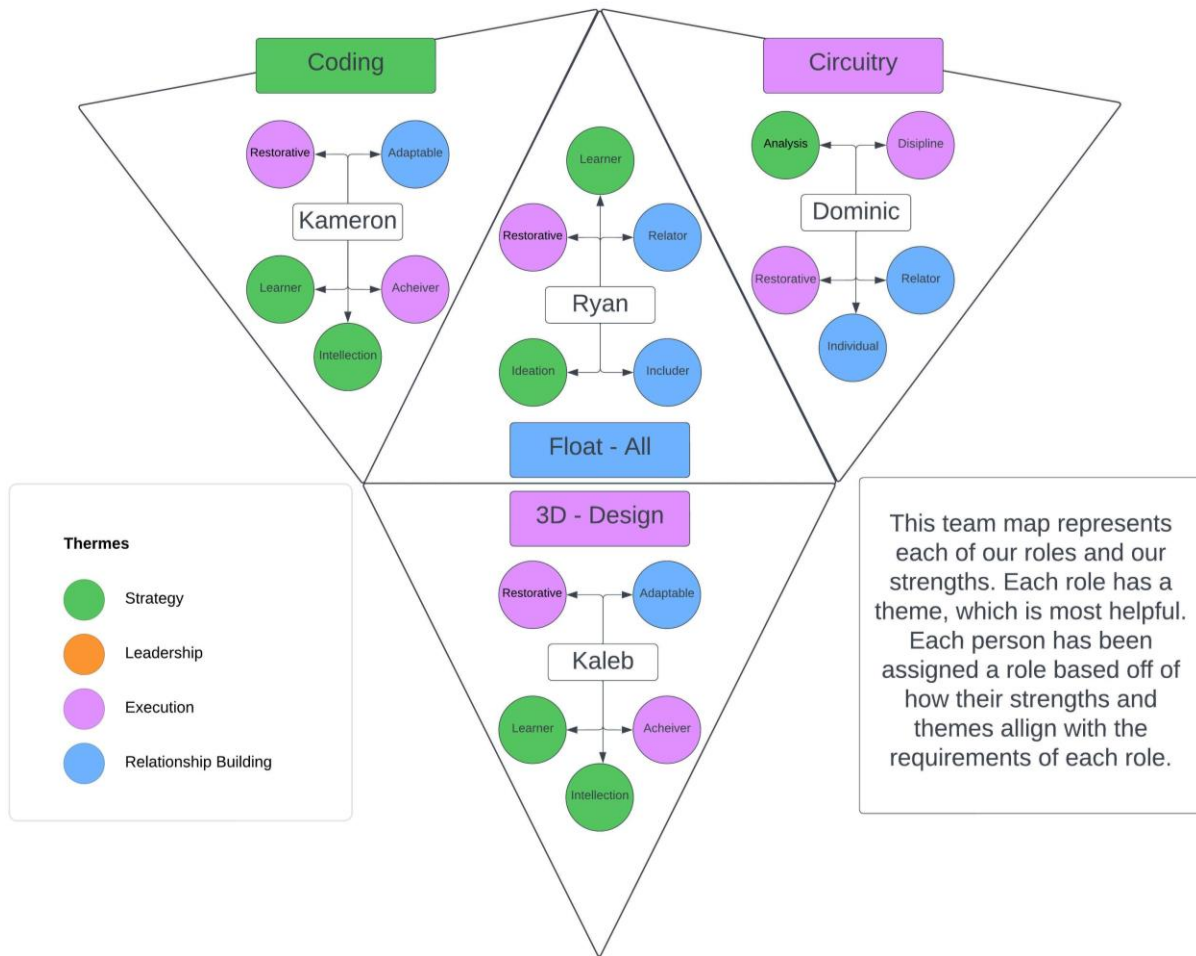 Coding
Restorative
Adaptable
Kameron
Learner
Acheiver
Intellection
Learner
Restorative
Relator
Ryan
Ideation
Includer
Float - All
Circuitry
Analysis
Disipline
Dominic
Restorative
Relator
Individual
3D - Design
Restorative
Adaptable
Kaleb
Learner
Acheiver
Intellection
Thermes
Strategy
Leadership
Execution
Relationship Building
This team map represents
each of our roles and our
strengths. Each role has a
theme, which is most helpful.
Each person has been
assigned a role based off of
how their strengths and
themes allign with the
requirements of each role.